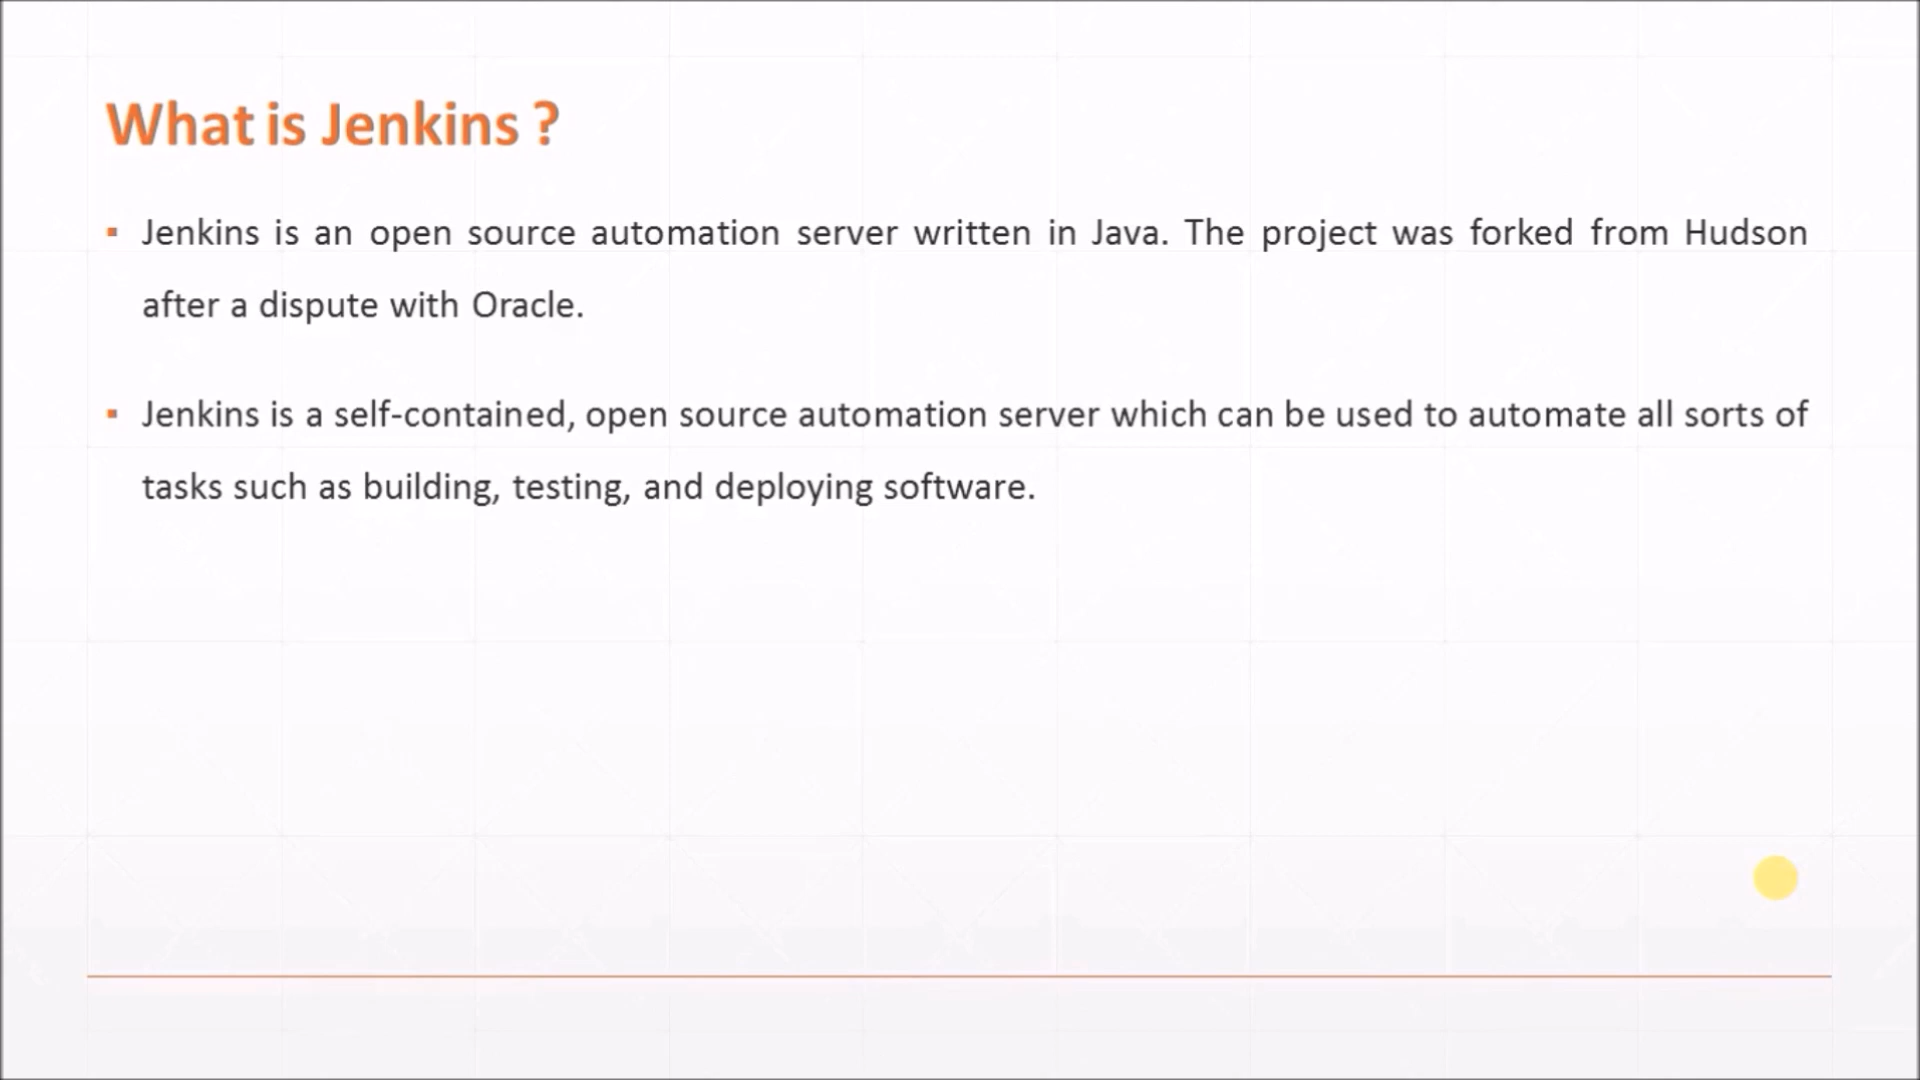 What is Jenkins ?
▪ Jenkins is an open source automation server written in Java. The project was forked from Hudson
after a dispute with Oracle.
▪ Jenkins is a self-contained, open source automation server which can be used to automate all sorts of
tasks such as building, testing, and deploying software.